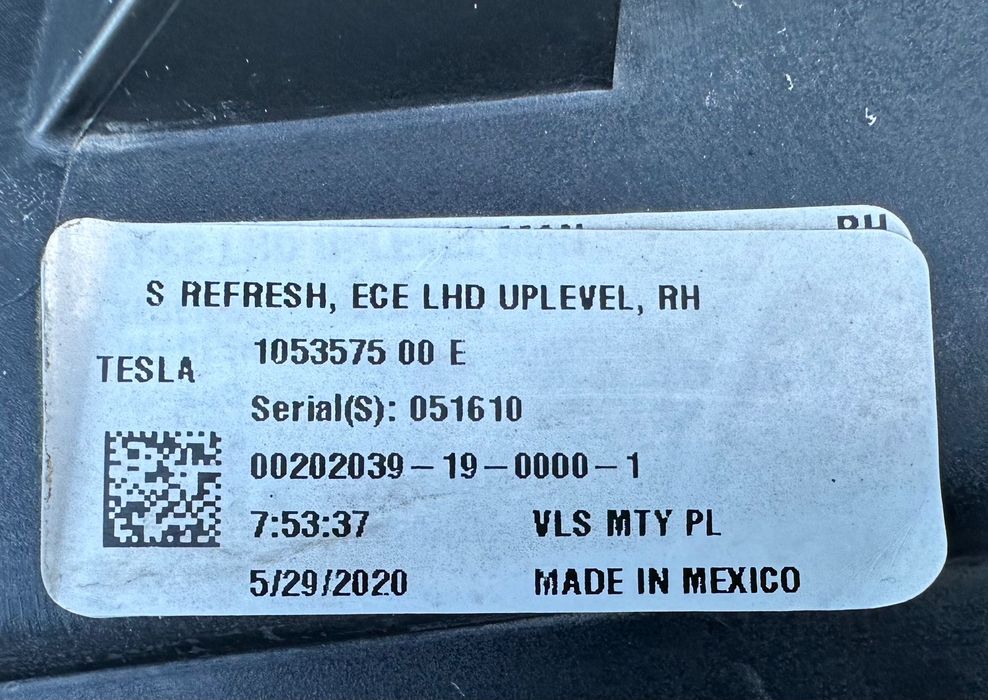 RH
S REFRESH, ECE LHD UPLEVEL, RH
1053575 00 E
TESLA
Serial(S): 051610
00202039-19-0000-1
7:53:37 VLS MTY PL
5/29/2020 MADE IN MEXICO